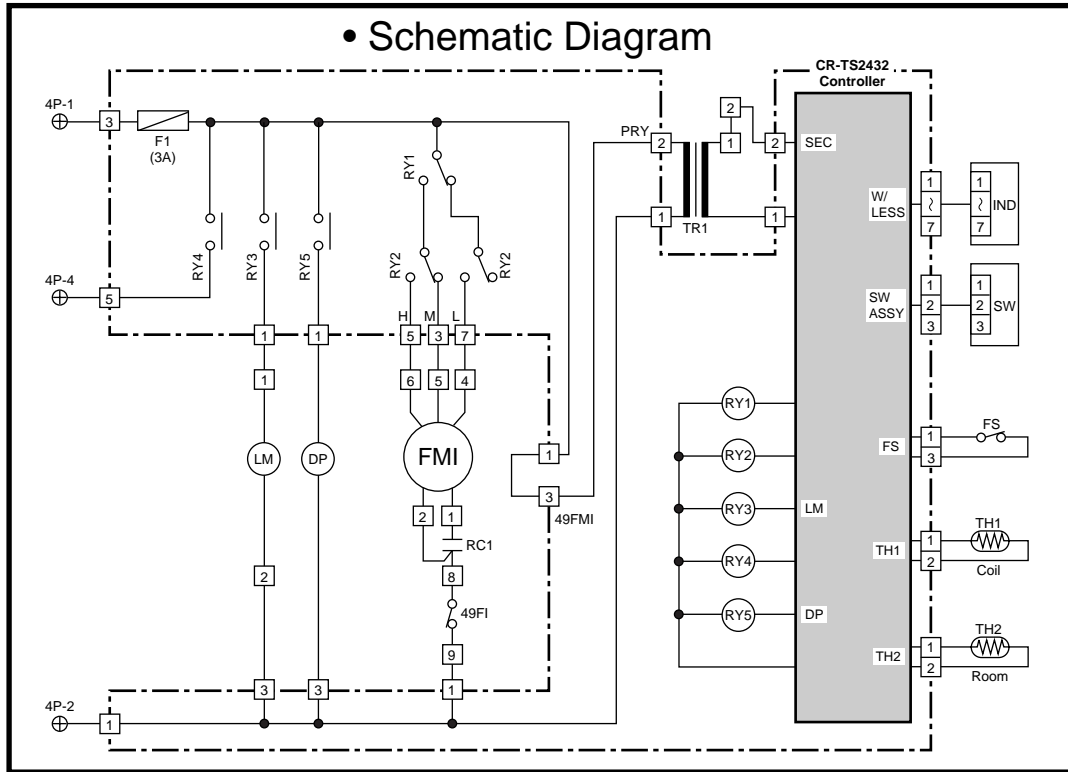 • Schematic Diagram
CR-TS2432
Controller
4P-1
3
F1
(3A)
PRY
2
2
1
2
SEC
RY1
W/
LESS
1
~
7
1
~
7
IND
1
TR1
1
RY4
RY3
RY5
RY2
RY2
4P-4
5
SW
ASSY
1
2
3
1
2
3
SW
H
M
L
1
1
5
3
7
1
6
5
4
RY1
LM
DP
FMI
1
3
49FMI
RY2
FS
1
3
FS
2
1
RC1
RY3
LM
2
8
49FI
RY4
TH1
1
2
TH1
Coil
RY5
DP
9
TH2
1
2
TH2
Room
3
3
1
4P-2
1